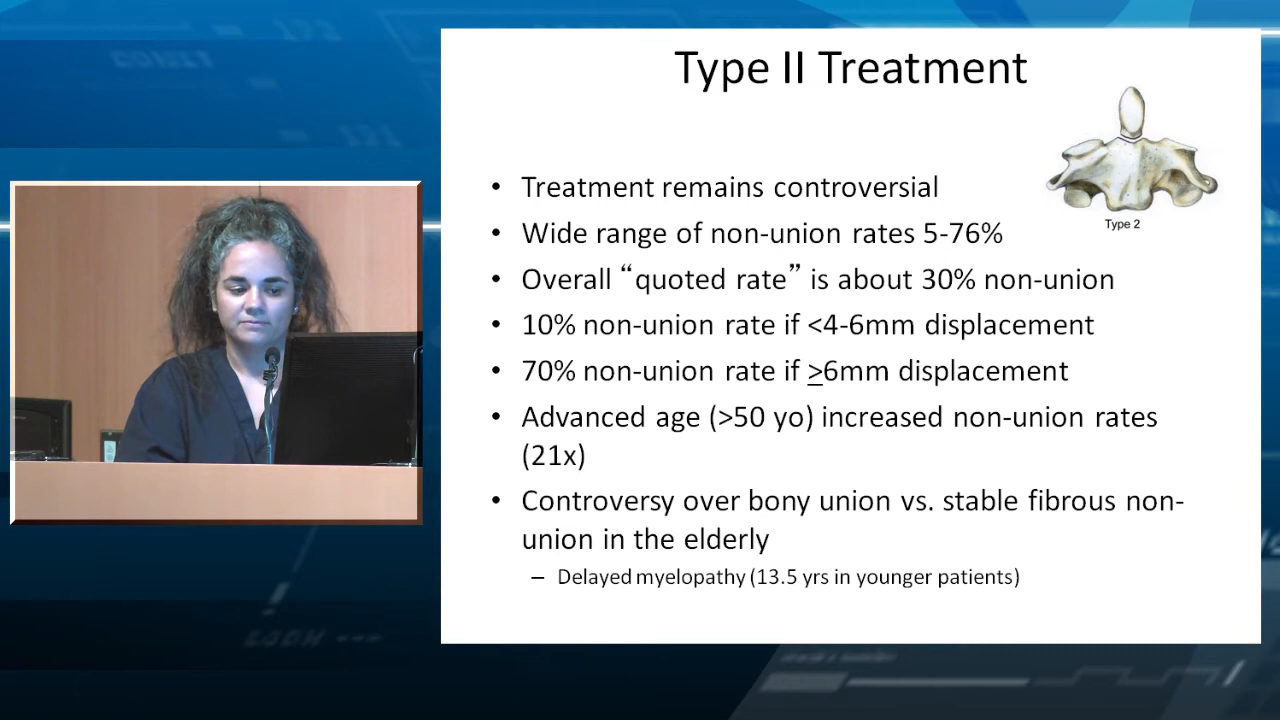 Type II Treatment
Type 2
• Treatment remains controversial
• Wide range of non-union rates 5-76%
• Overall “quoted rate” is about 30% non-union
• 10% non-union rate if <4-6mm displacement
• 70% non-union rate if ≥6mm displacement
• Advanced age (>50 yo) increased non-union rates
(21x)
• Controversy over bony union vs. stable fibrous non-
union in the elderly
– Delayed myelopathy (13.5 yrs in younger patients)